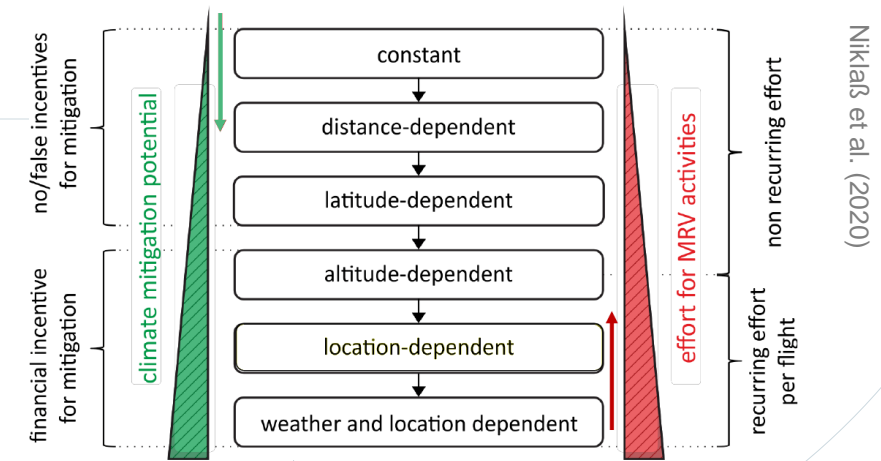 no/false incentives
for mitigation
financial incentive
for mitigation
climate mitigation potential
constant
distance-dependent
latitude-dependent
altitude-dependent
location-dependent
weather and location dependent
effort for MRV activities
non recurring effort
recurring effort
per flight
Niklaß et al. (2020)